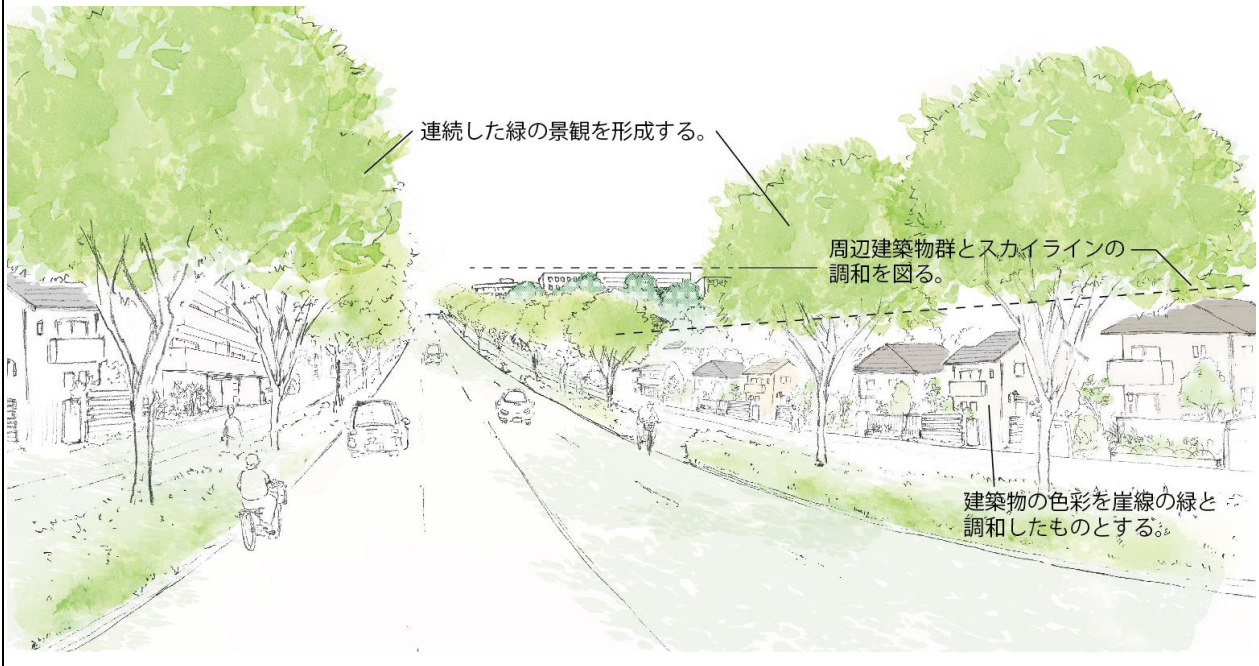 連続した緑の景観を形成する。
周辺建築物群とスカイラインの
調和を図る。
建築物の色彩を崖線の緑と
調和したものとする。